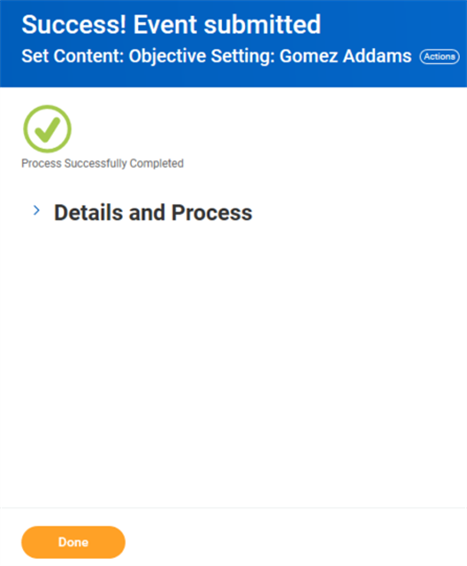 Success! Event submitted
Set Content: Objective Setting: Gomez Addams Actions
Process Successfully Completed
Details and Process
Done